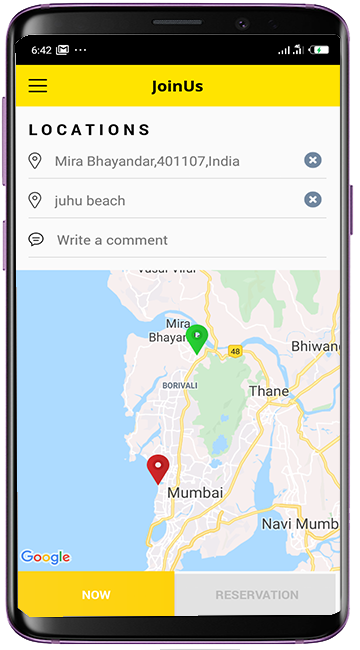 6:42
JoinUs
LOCATIONS
Mira Bhayandar,401107,India
juhu beach
Write a comment
Vasai Virar
Mira
Bhayan
48
Bhiwan
BORIVALI
Thane
Mumbai
Navi Mumb
Google
NOW
RESERVATION